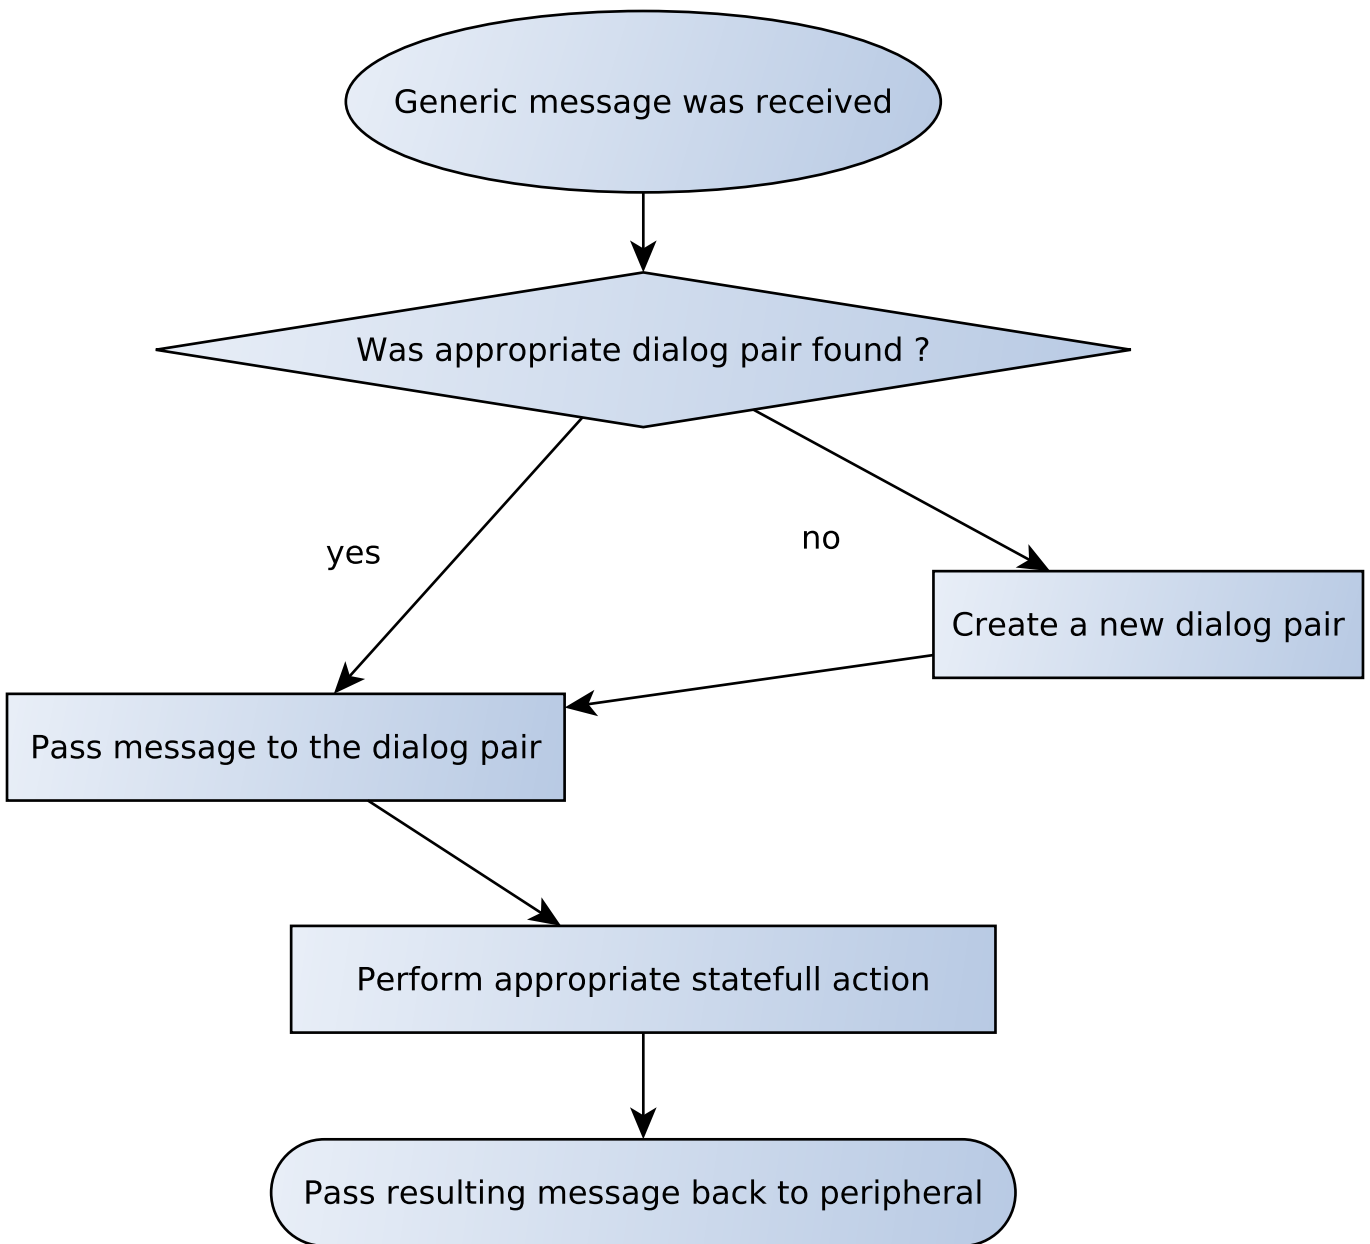 Generic message was received
Was appropriate dialog pair found ?
yes
no
Create a new dialog pair
Pass message to the dialog pair
Perform appropriate statefull action
Pass resulting message back to peripheral